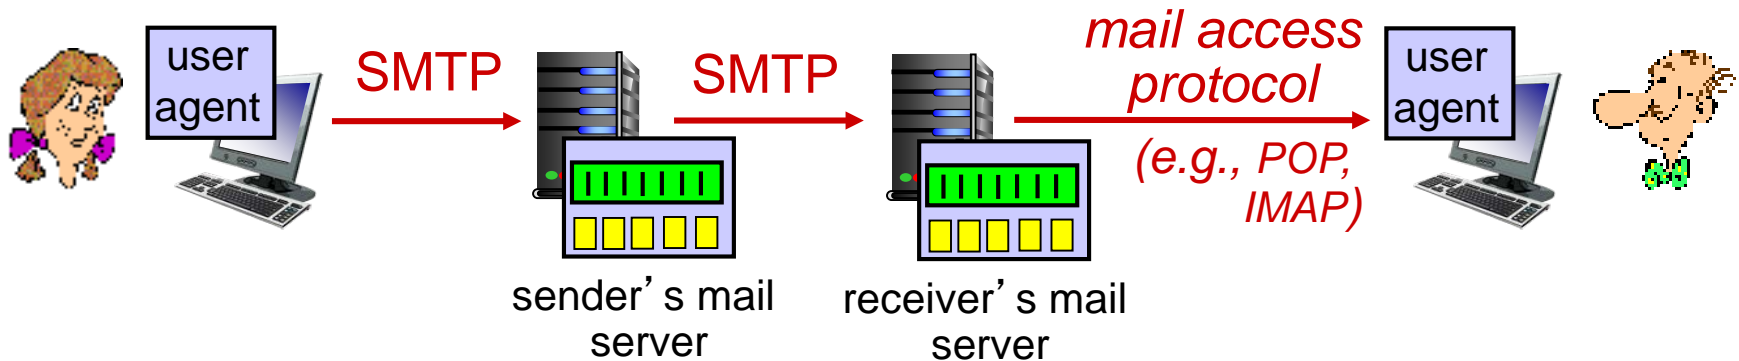 user
agent
SMTP
SMTP
mail access
protocol
(e.g., POP,
IMAP)
user
agent
sender’s mail
server
receiver’s mail
server